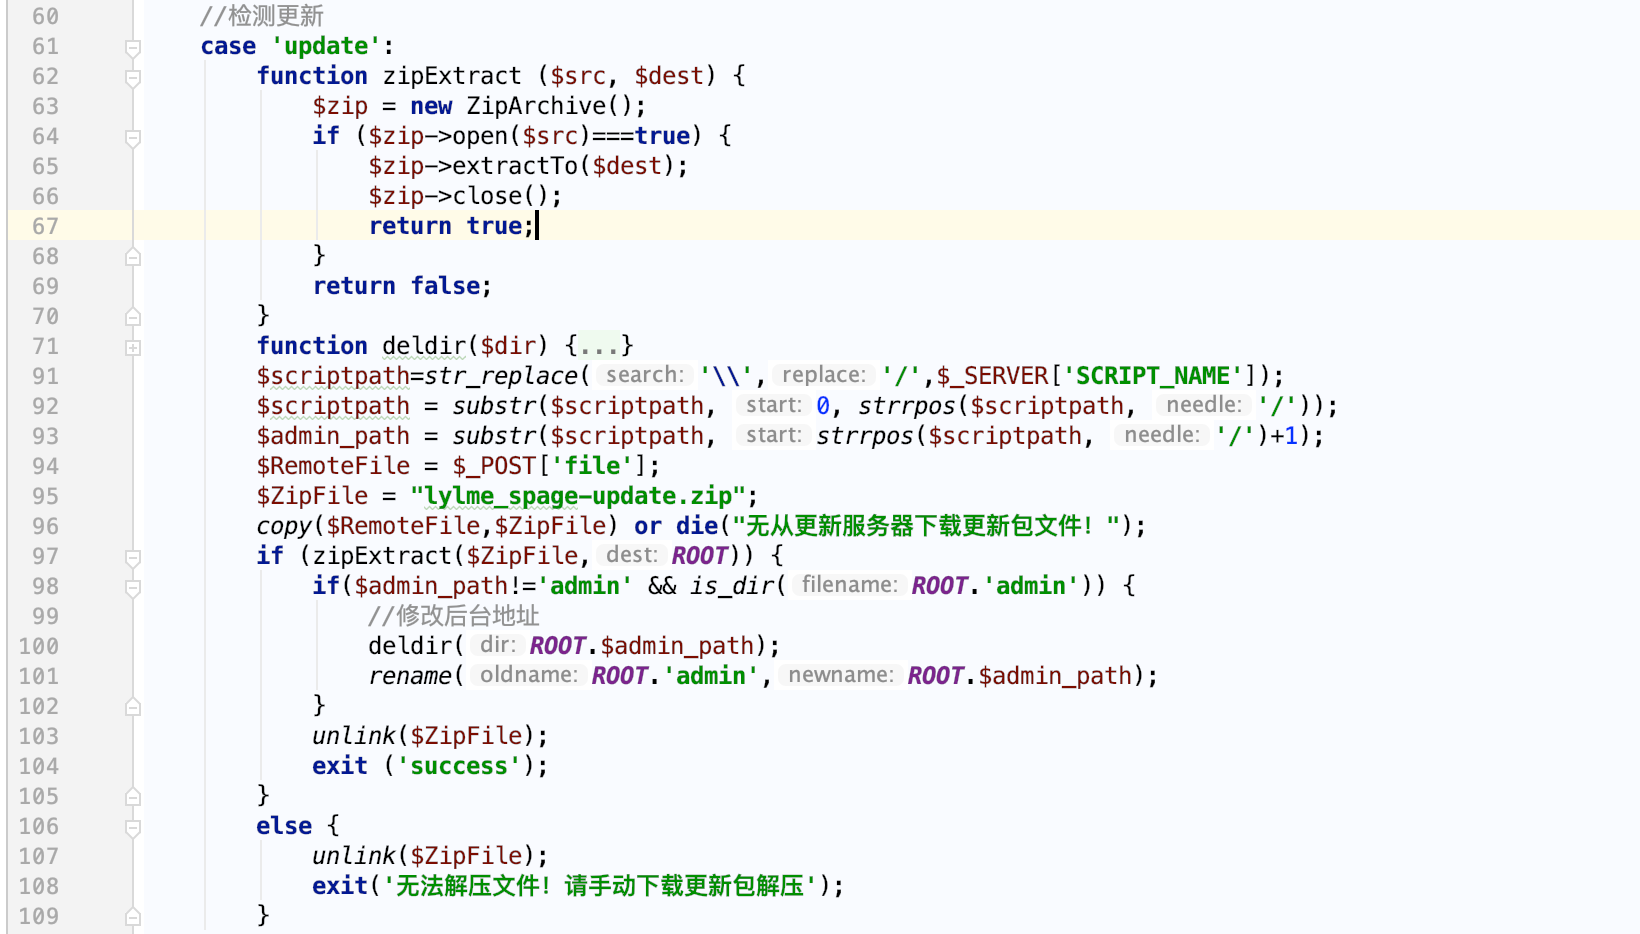 60 //检测更新
61 case 'update':
62 function zipExtract ($src, $dest) {
63 $zip = new ZipArchive();
64 if ($zip->open($src)===true) {
65 $zip->extractTo($dest);
66 $zip->close();
67 return true;
68 }
69 return false;
70 }
71 function deldir($dir) {...}
91 $scriptpath=str_replace( search: '\\', replace: '/',$_SERVER['SCRIPT_NAME']);
92 $scriptpath = substr($scriptpath, start: 0, strrpos($scriptpath, needle: '/'));
93 $admin_path = substr($scriptpath, start: strrpos($scriptpath, needle: '/')+1);
94 $RemoteFile = $_POST['file'];
95 $ZipFile = "lylme_spage-update.zip";
96 copy($RemoteFile,$ZipFile) or die("无从更新服务器下载更新包文件！");
97 if (zipExtract($ZipFile, dest: ROOT)) {
98 if($admin_path!='admin' && is_dir( filename: ROOT.'admin')) {
99 //修改后台地址
100 deldir( dir: ROOT.$admin_path);
101 rename( oldname: ROOT.'admin', newname: ROOT.$admin_path);
102 }
103 unlink($ZipFile);
104 exit ('success');
105 }
106 else {
107 unlink($ZipFile);
108 exit('无法解压文件！请手动下载更新包解压');
109 }